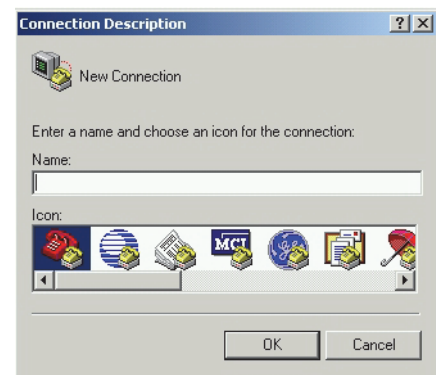 Connection Description
New Connection
Enter a name and choose an icon for the connection:
Name:
Icon:
MCI
OK
Cancel